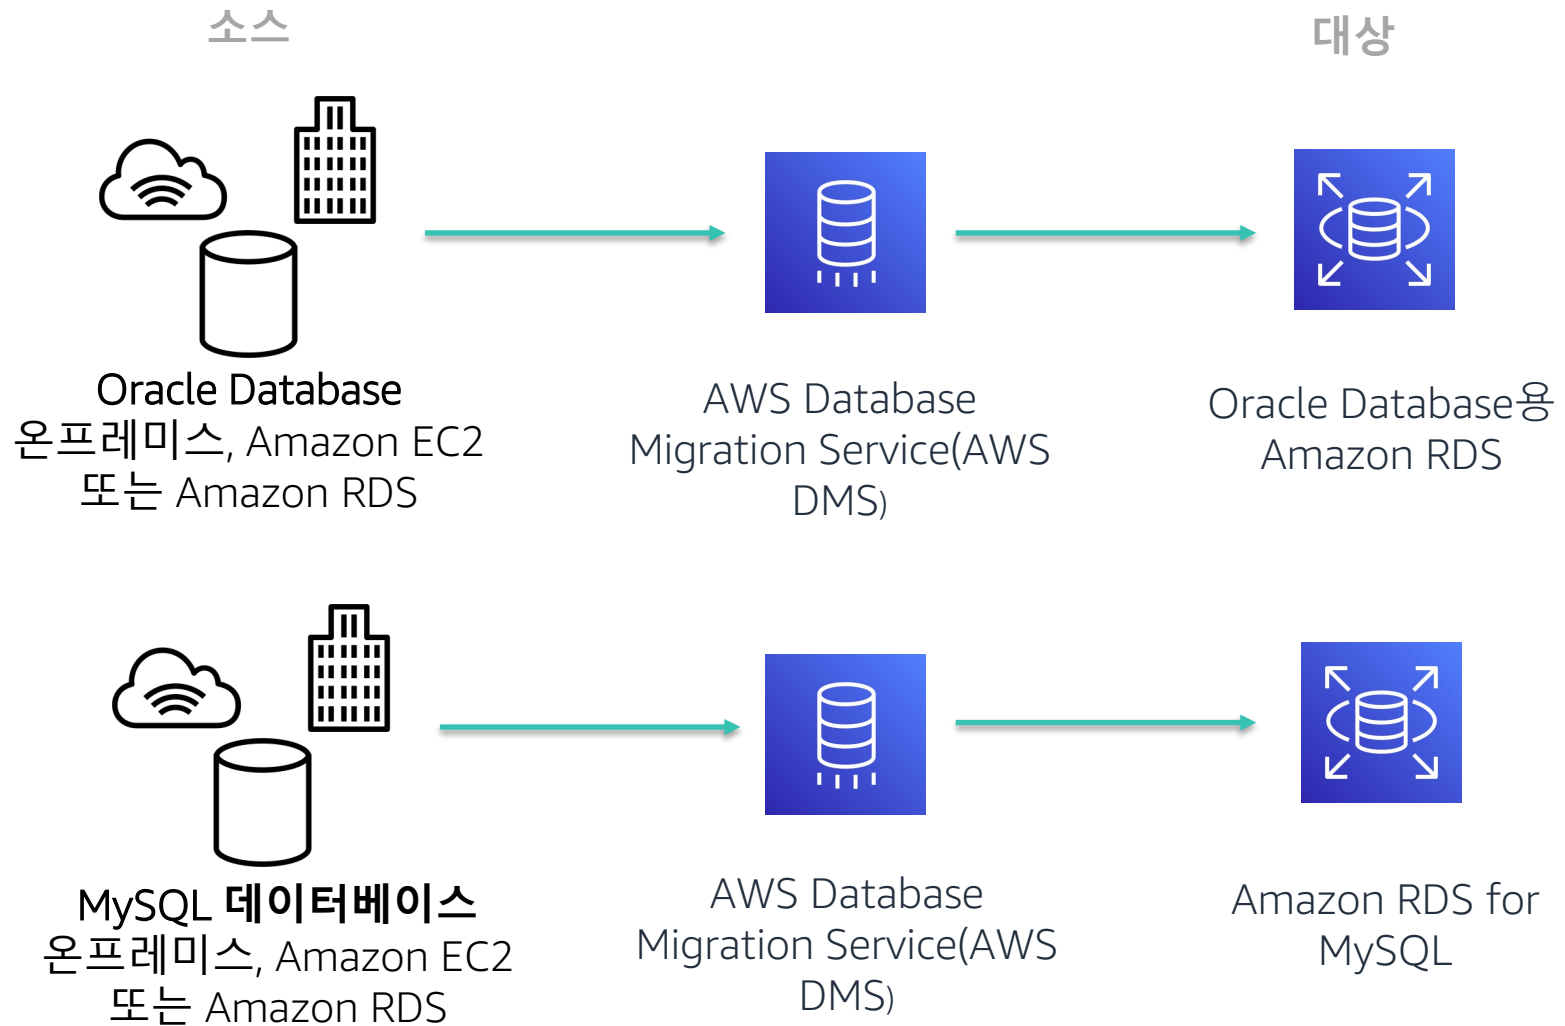 소스
대상
Oracle Database
온프레미스, Amazon EC2
또는 Amazon RDS
AWS Database
Migration Service(AWS
DMS)
Oracle Database용
Amazon RDS
MySQL 데이터베이스
온프레미스, Amazon EC2
또는 Amazon RDS
AWS Database
Migration Service(AWS
DMS)
Amazon RDS for
MySQL